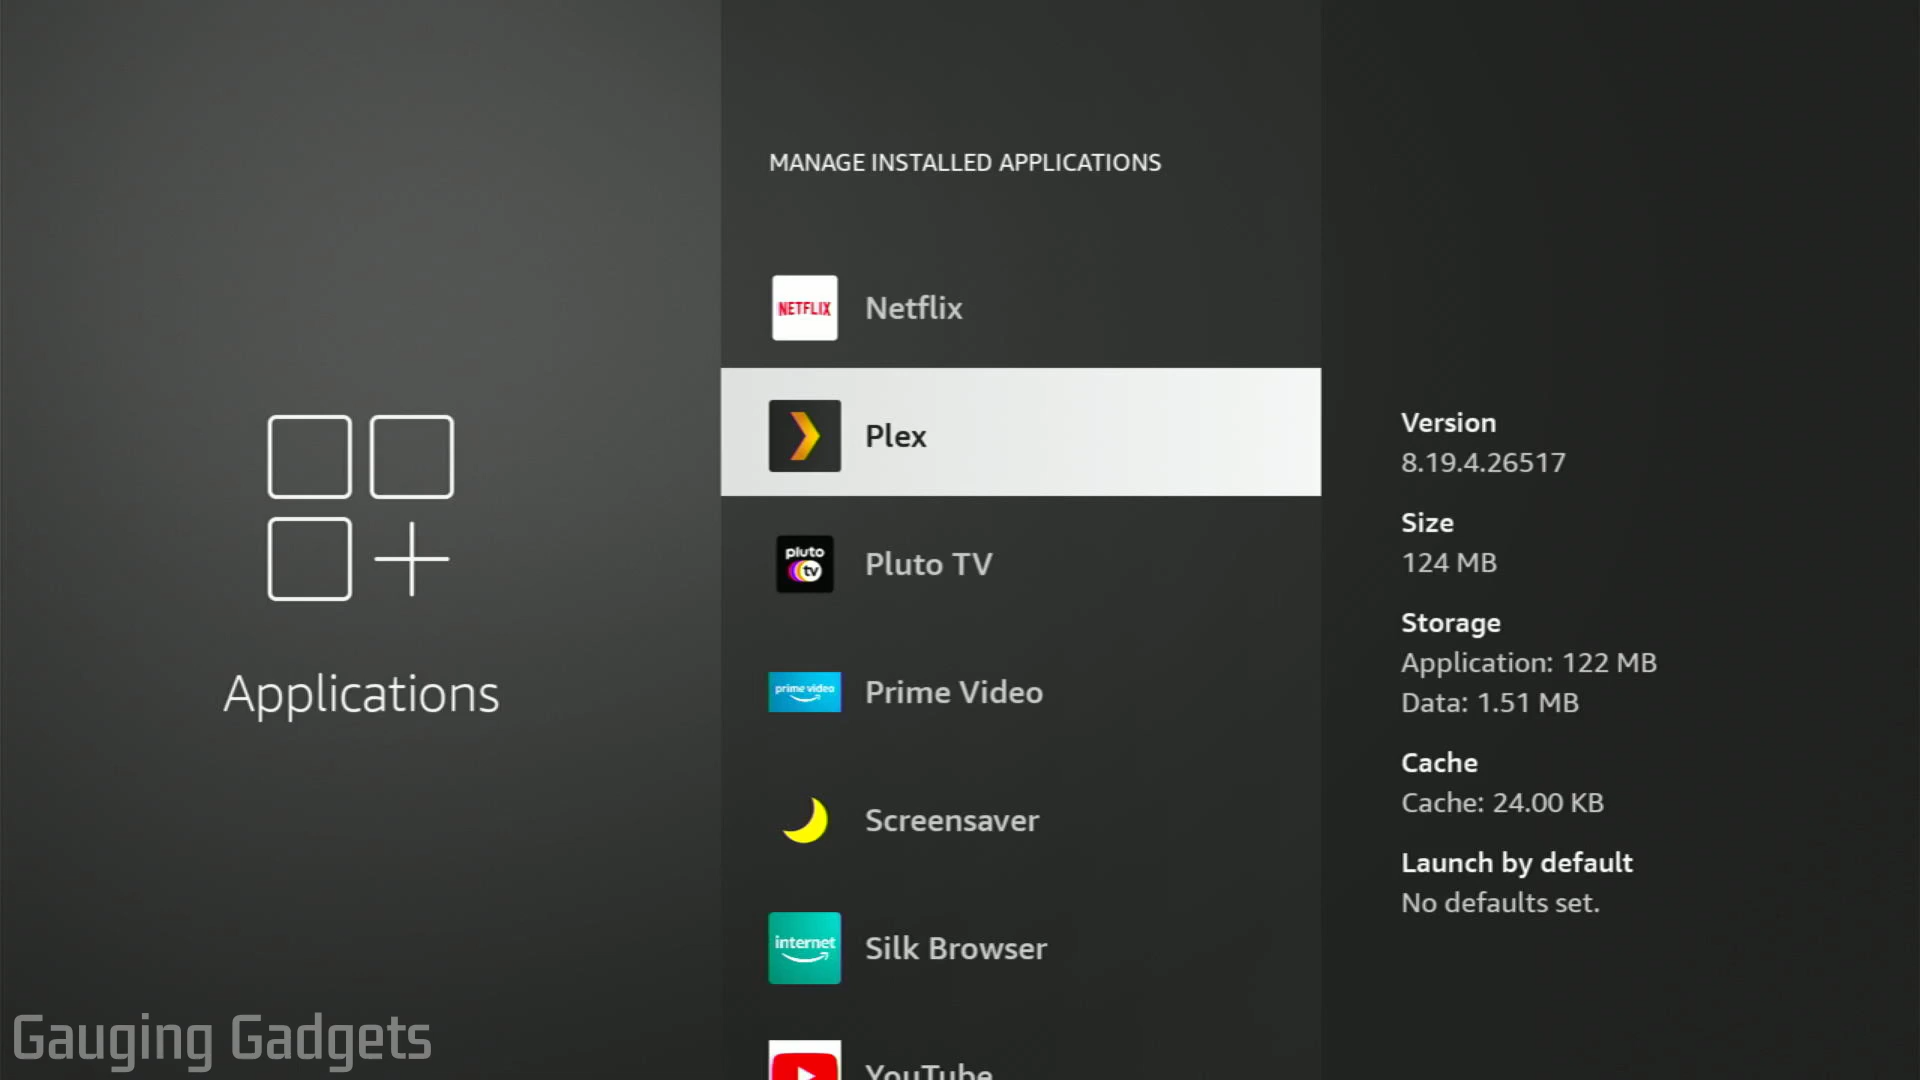 MANAGE INSTALLED APPLICATIONS
NETFLIX
Netflix
Plex
pluto
tv
Pluto TV
prime video
Prime Video
Screensaver
internet
Silk Browser
YouTube
Applications
Version
8.19.4.26517
Size
124 MB
Storage
Application: 122 MB
Data: 1.51 MB
Cache
Cache: 24.00 KB
Launch by default
No defaults set.
Gauging Gadgets